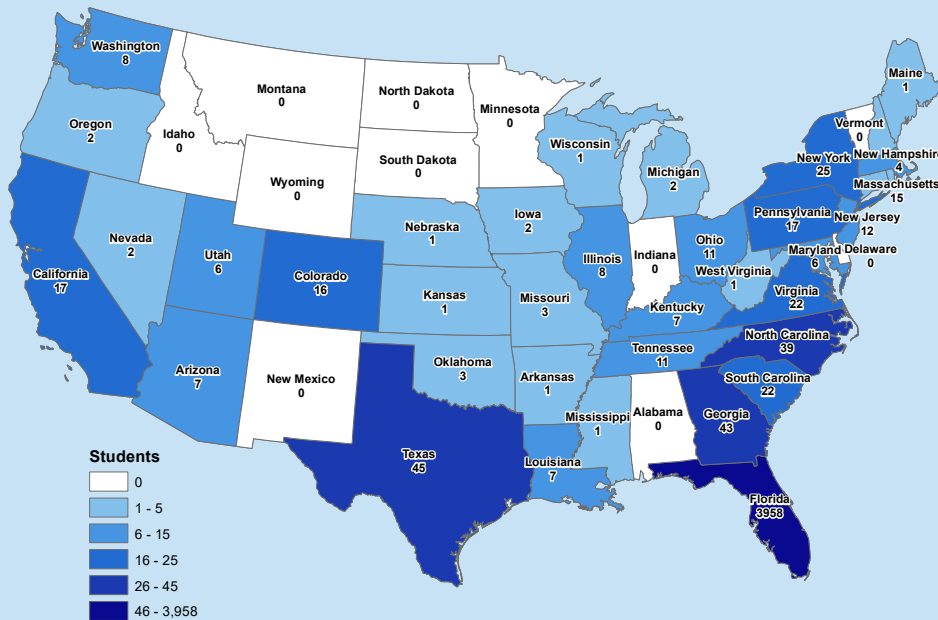 Washington
8
Montana
0
North Dakota
0
Minnesota
0
Maine
1
Oregon
2
Idaho
0
South Dakota
0
Wisconsin
1
Michigan
2
Vermont
0
New York
25
New Hampshire
4
Massachusetts
15
Wyoming
0
Nebraska
1
Iowa
2
Pennsylvania
17
New Jersey
12
Nevada
2
Utah
6
Colorado
16
Illinois
8
Indiana
0
Ohio
11
Maryland
6
Delaware
0
West Virginia
1
California
17
Kansas
1
Missouri
3
Kentucky
7
Virginia
22
Arizona
7
New Mexico
0
Oklahoma
3
Arkansas
1
Tennessee
11
North Carolina
39
South Carolina
22
Mississippi
1
Alabama
0
Georgia
43
Texas
45
Louisiana
7
Florida
3958
Students
0
1 - 5
6 - 15
16 - 25
26 - 45
46 - 3,958